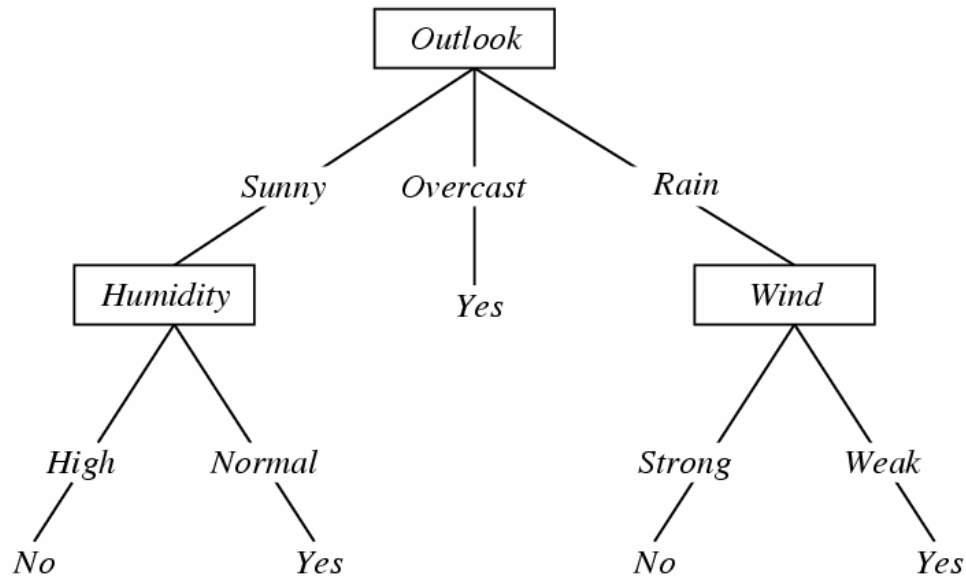 Outlook
Sunny Overcast Rain
Humidity Yes Wind
High Normal Strong Weak
No Yes No Yes